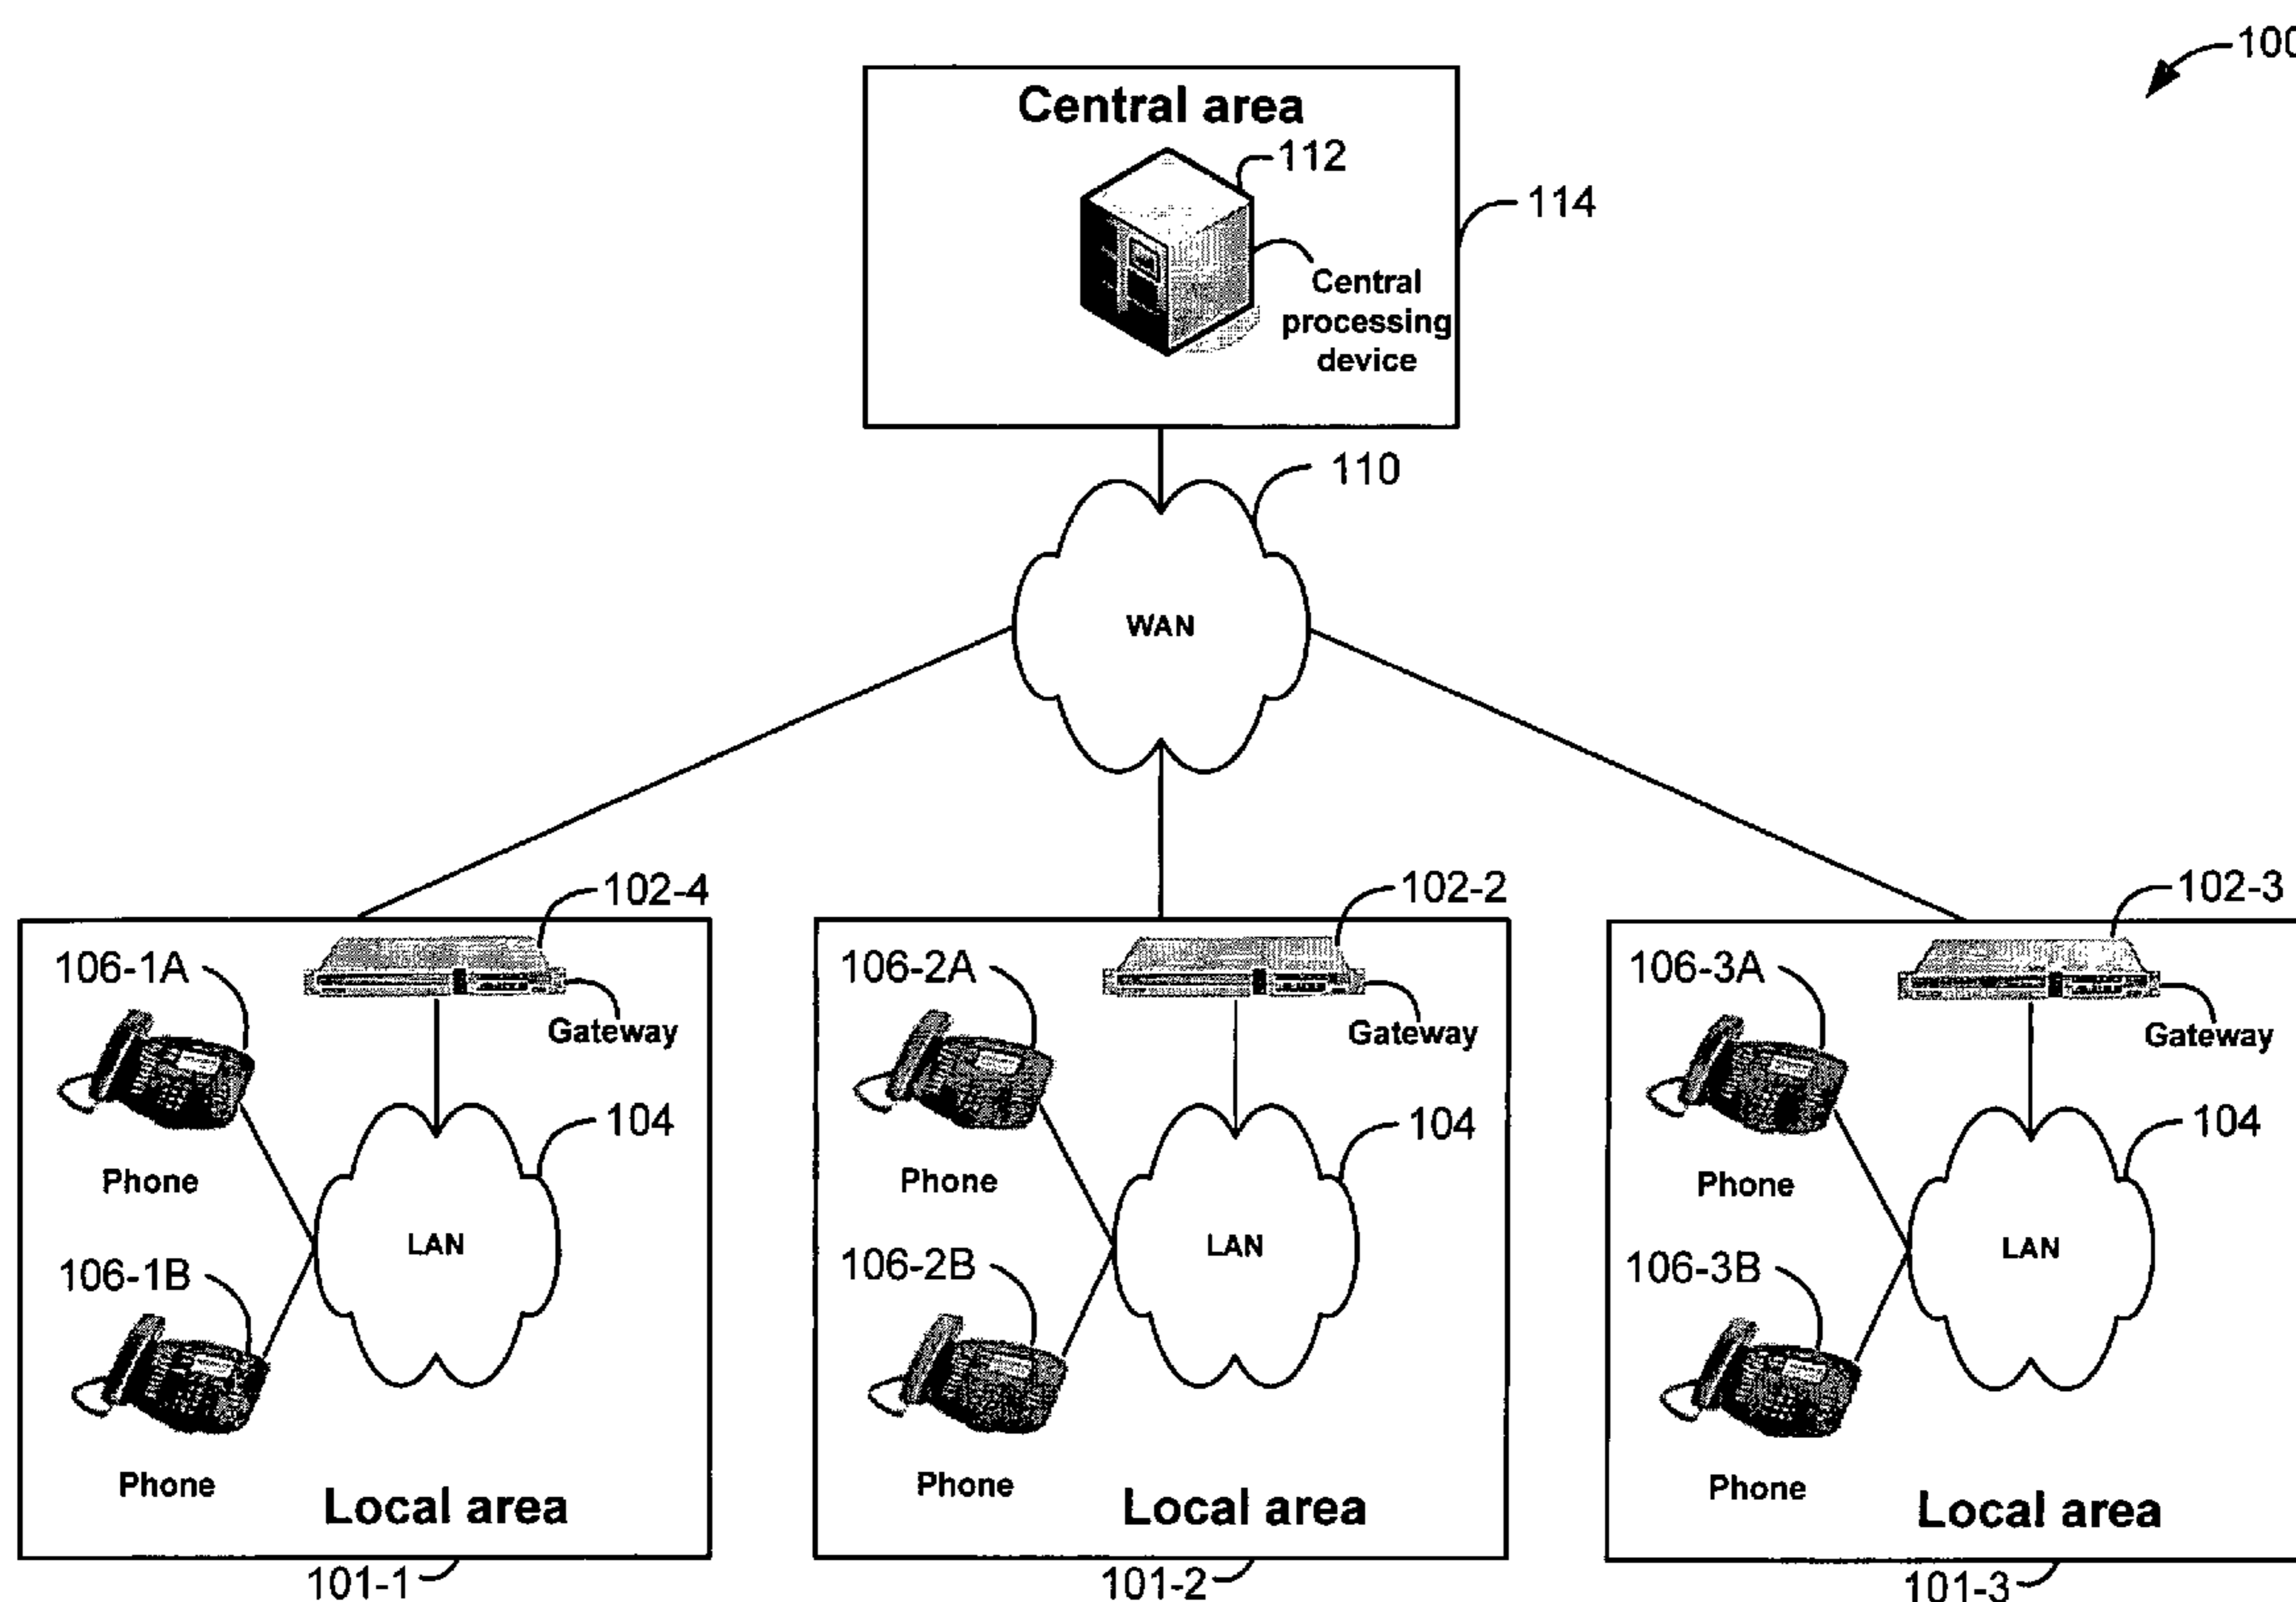 100
Central area
112
114
Central
processing
device
110
WAN
102-4
102-2
102-3
106-1A
106-2A
106-3A
Gateway
Gateway
Gateway
104
104
104
Phone
Phone
Phone
LAN
LAN
LAN
106-1B
106-2B
106-3B
Phone
Phone
Phone
Local area
Local area
Local area
101-1
101-2
101-3